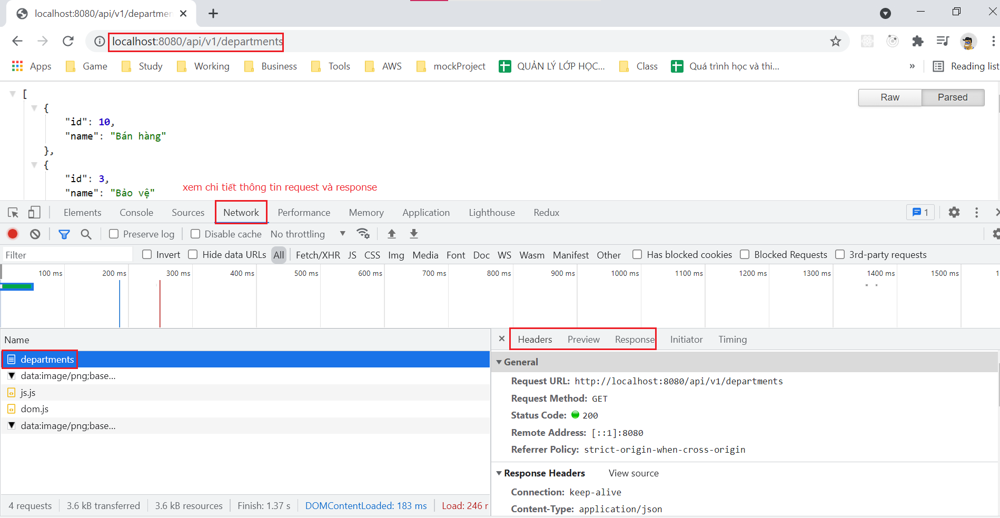 localhost:8080/api/v1/departmen
localhost:8080/api/v1/departments
Apps Game Study Working Business Tools AWS mockProject QUẢN LÝ LỚP HỌC... Class Quá trình học và thi... » Reading list
[
Raw Parsed
{
"id": 10,
"name": "Bán hàng"
},
{
"id": 3,
"name": "Bảo vệ"
xem chi tiết thông tin request và response
Elements Console Sources Network Performance Memory Application Lighthouse Redux 1
Preserve log Disable cache No throttling
Filter Invert Hide data URLs All Fetch/XHR JS CSS Img Media Font Doc WS Wasm Manifest Other Has blocked cookies Blocked Requests 3rd-party requests
100 ms 200 ms 300 ms 400 ms 500 ms 600 ms 700 ms 800 ms 900 ms 1000 ms 1100 ms 1200 ms 1300 ms 1400 ms 1500 ms 1
Name
departments
data:image/png;base...
js.js
dom.js
data:image/png;base...
4 requests 3.6 kB transferred 3.6 kB resources Finish: 1.37 s DOMContentLoaded: 183 ms Load: 246 r
Headers Preview Response Initiator Timing
General
Request URL: http://localhost:8080/api/v1/departments
Request Method: GET
Status Code: 200
Remote Address: [::1]:8080
Referrer Policy: strict-origin-when-cross-origin
Response Headers View source
Connection: keep-alive
Content-Type: application/json